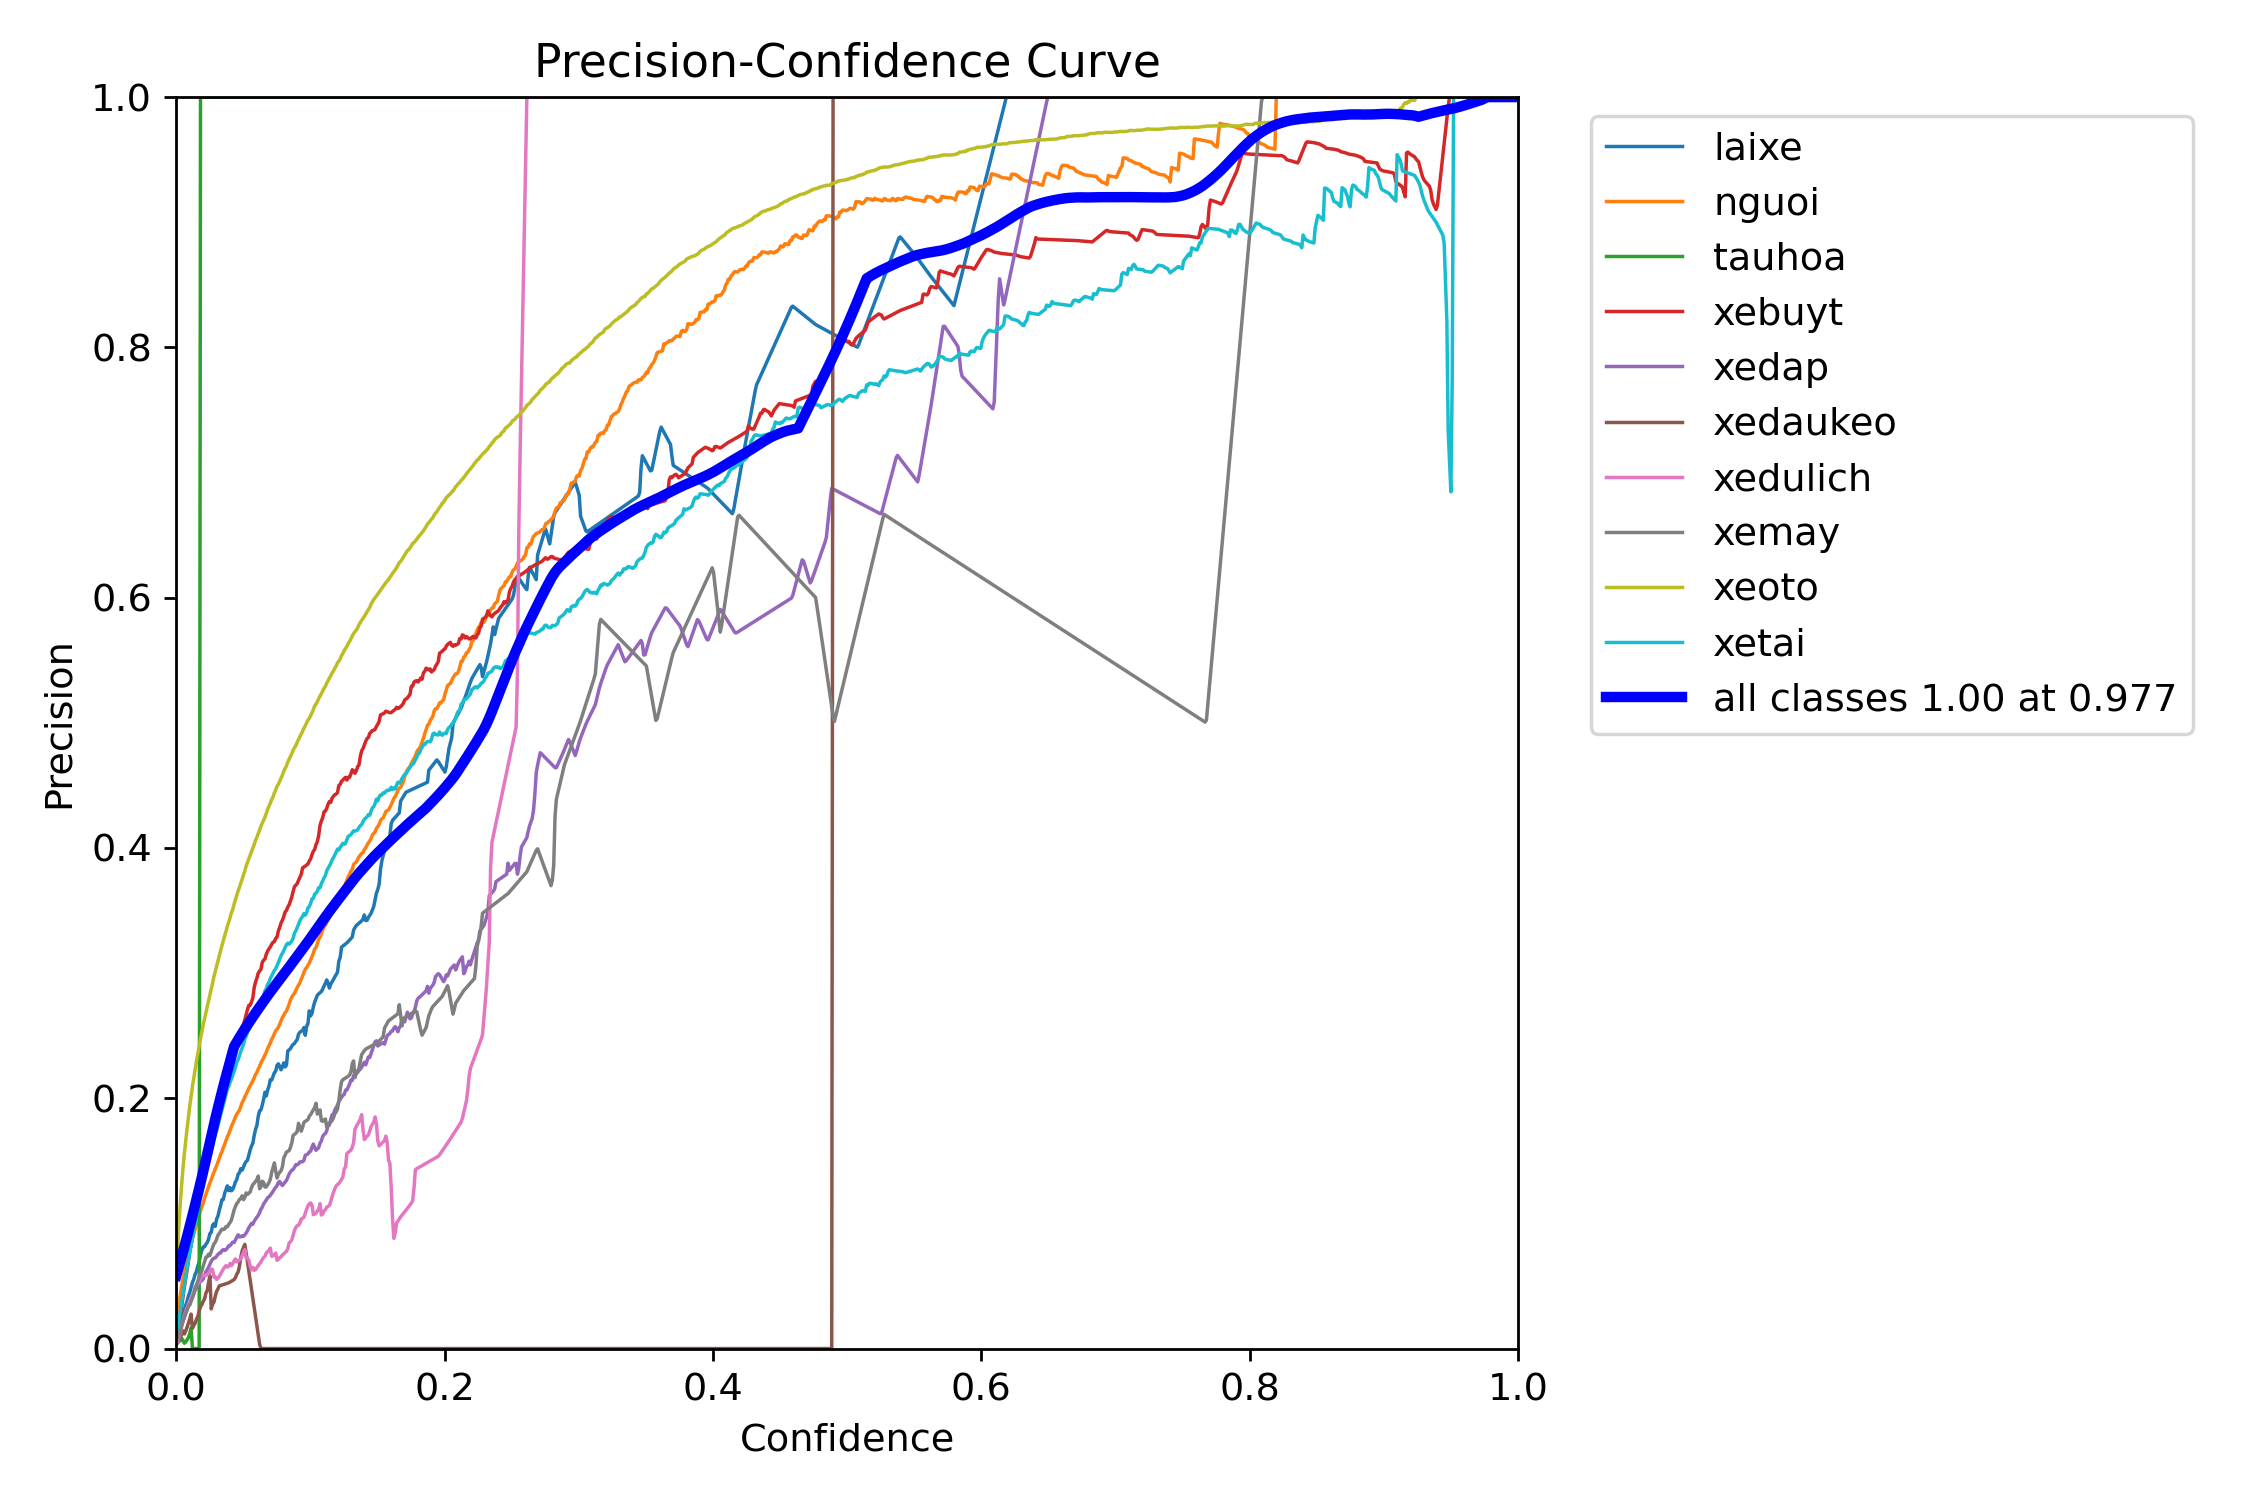 Precision-Confidence Curve
1.0
0.8
0.6
0.4
0.2
0.0
Precision
0.0 0.2 0.4 0.6 0.8 1.0
Confidence
laixe
nguoi
tauhoa
xebuyt
xedap
xedaukeo
xedulich
xemay
xeoto
xetai
all classes 1.00 at 0.977